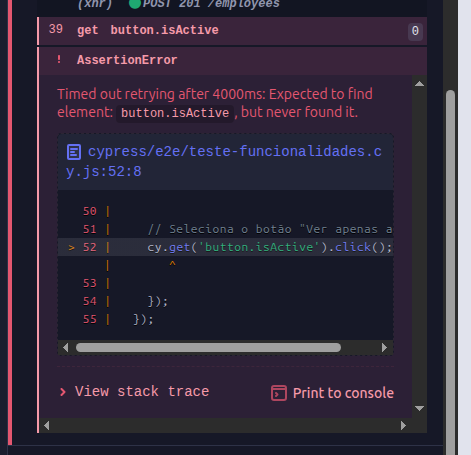 (xhr) POST 201 /employees
39 get button.isActive 0
! AssertionError
Timed out retrying after 4000ms: Expected to find
element: button.isActive, but never found it.
cypress/e2e/teste-funcionalidades.c
y.js:52:8
50 |
51 | // Seleciona o botão "Ver apenas a
> 52 | cy.get('button.isActive').click();
| ^
53 |
54 | });
55 | });
> View stack trace
Print to console